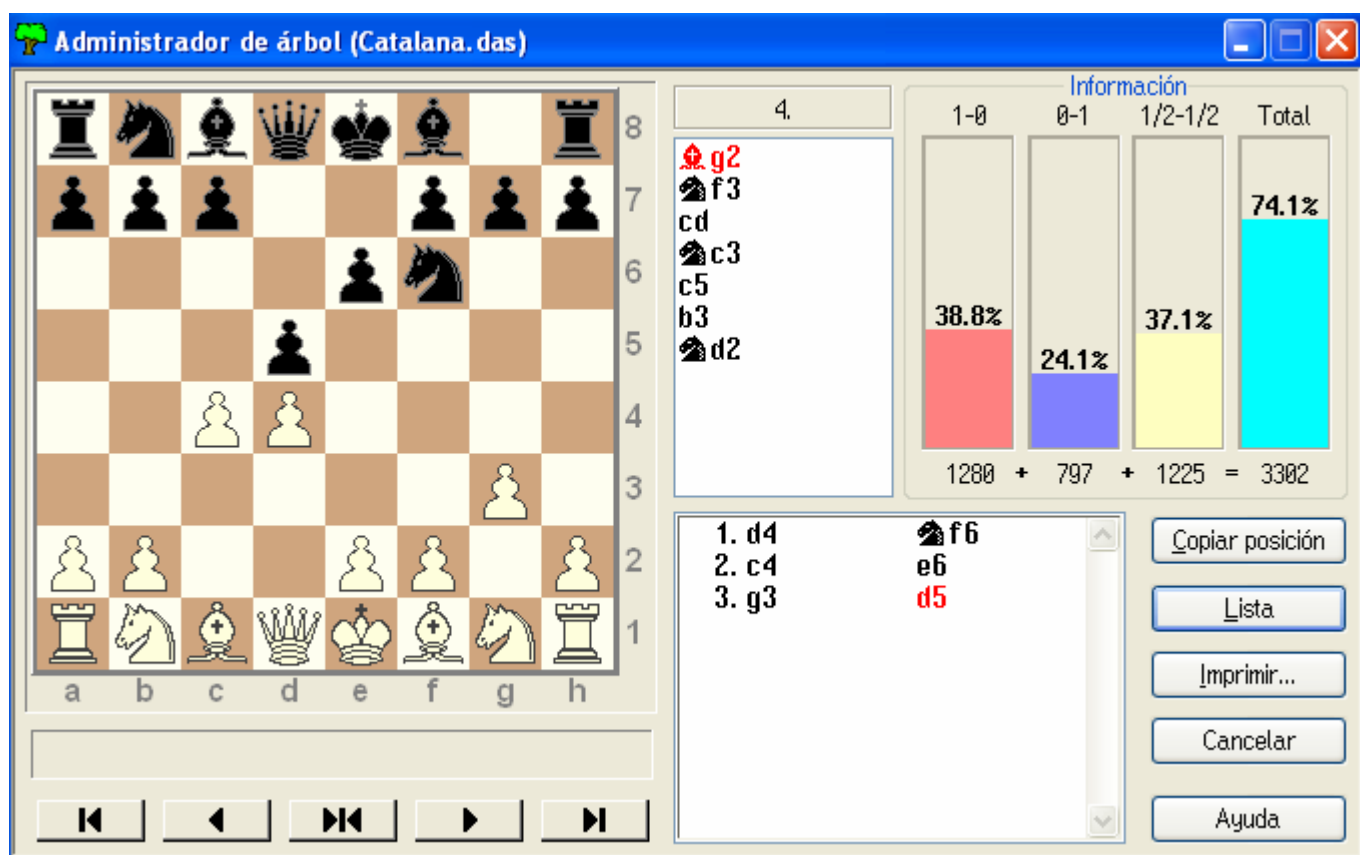 Administrador de árbol (Catalana.das)
8
7
6
5
4
3
2
1
a b c d e f g h
4.
g2
f3
cd
c3
c5
b3
d2
Información
1-0 0-1 1/2-1/2 Total
74.1%
38.8% 37.1%
24.1%
1280 + 797 + 1225 = 3302
1. d4 f6
2. c4 e6
3. g3 d5
Copiar posición
Lista
Imprimir...
Cancelar
Ayuda